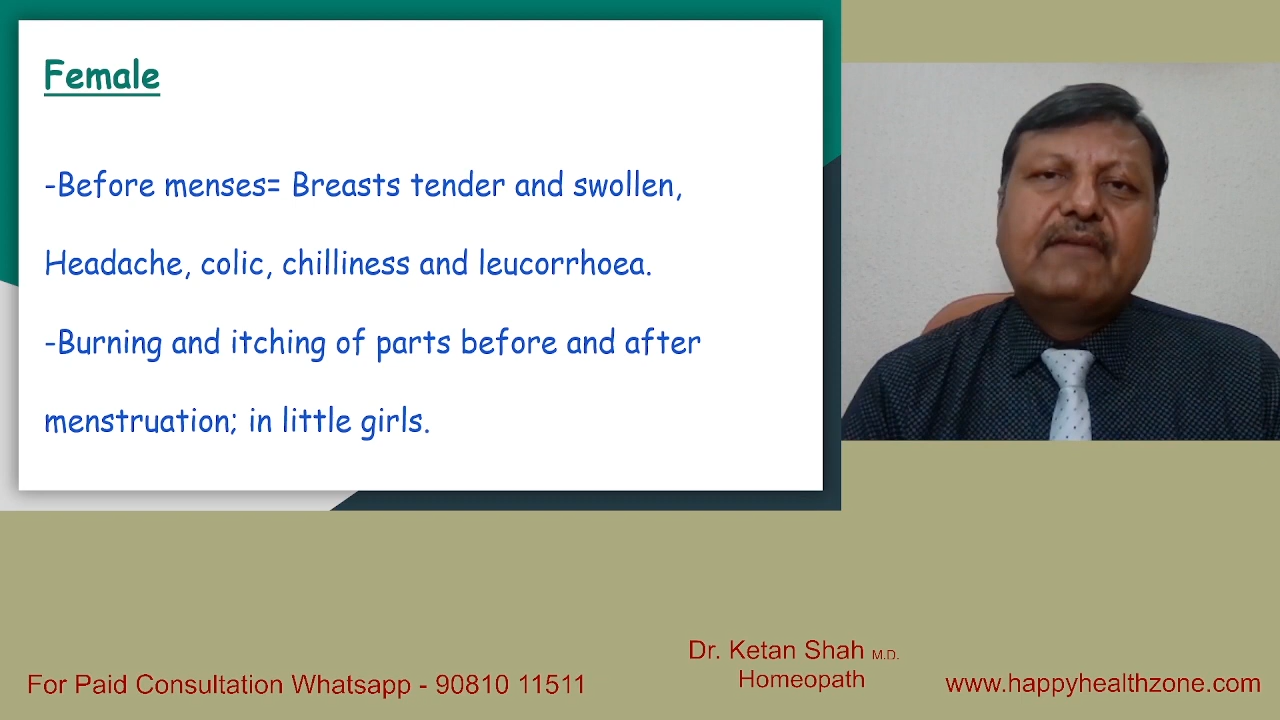 Female
-Before menses= Breasts tender and swollen,
Headache, colic, chilliness and leucorrhoea.
-Burning and itching of parts before and after
menstruation; in little girls.
Dr. Ketan Shah M.D.
Homeopath
For Paid Consultation Whatsapp - 90810 11511
www.happyhealthzone.com